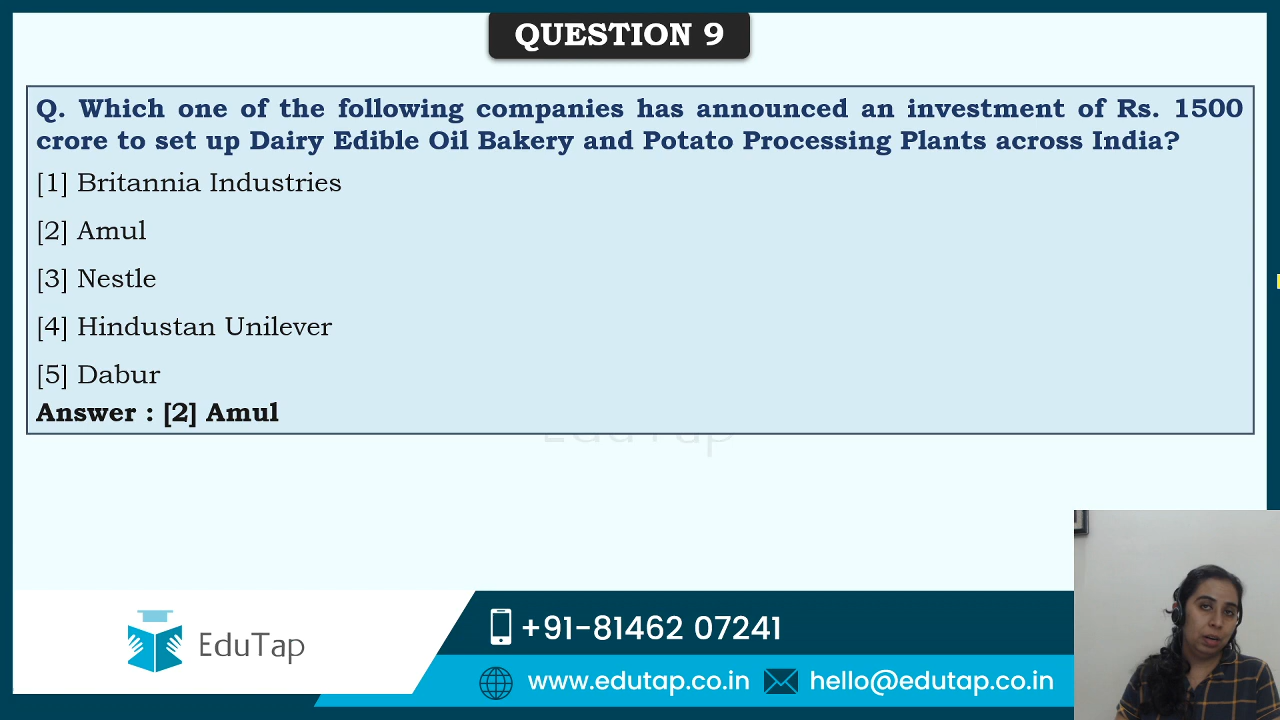 QUESTION 9
Q. Which one of the following companies has announced an investment of Rs. 1500
crore to set up Dairy Edible Oil Bakery and Potato Processing Plants across India?
[1] Britannia Industries
[2] Amul
[3] Nestle
[4] Hindustan Unilever
[5] Dabur
Answer : [2] Amul
EduTap
EduTap
+91-81462 07241
www.edutap.co.in
hello@edutap.co.in